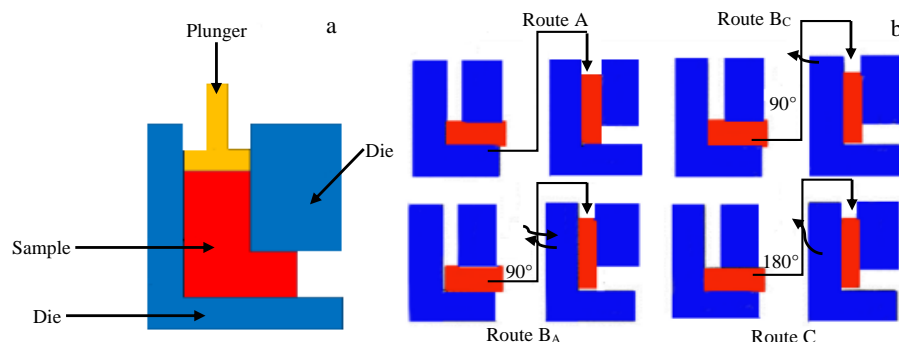 Plunger
a
Die
Sample
Die
Route A
Route BC
b
90°
90°
180°
Route BA
Route C